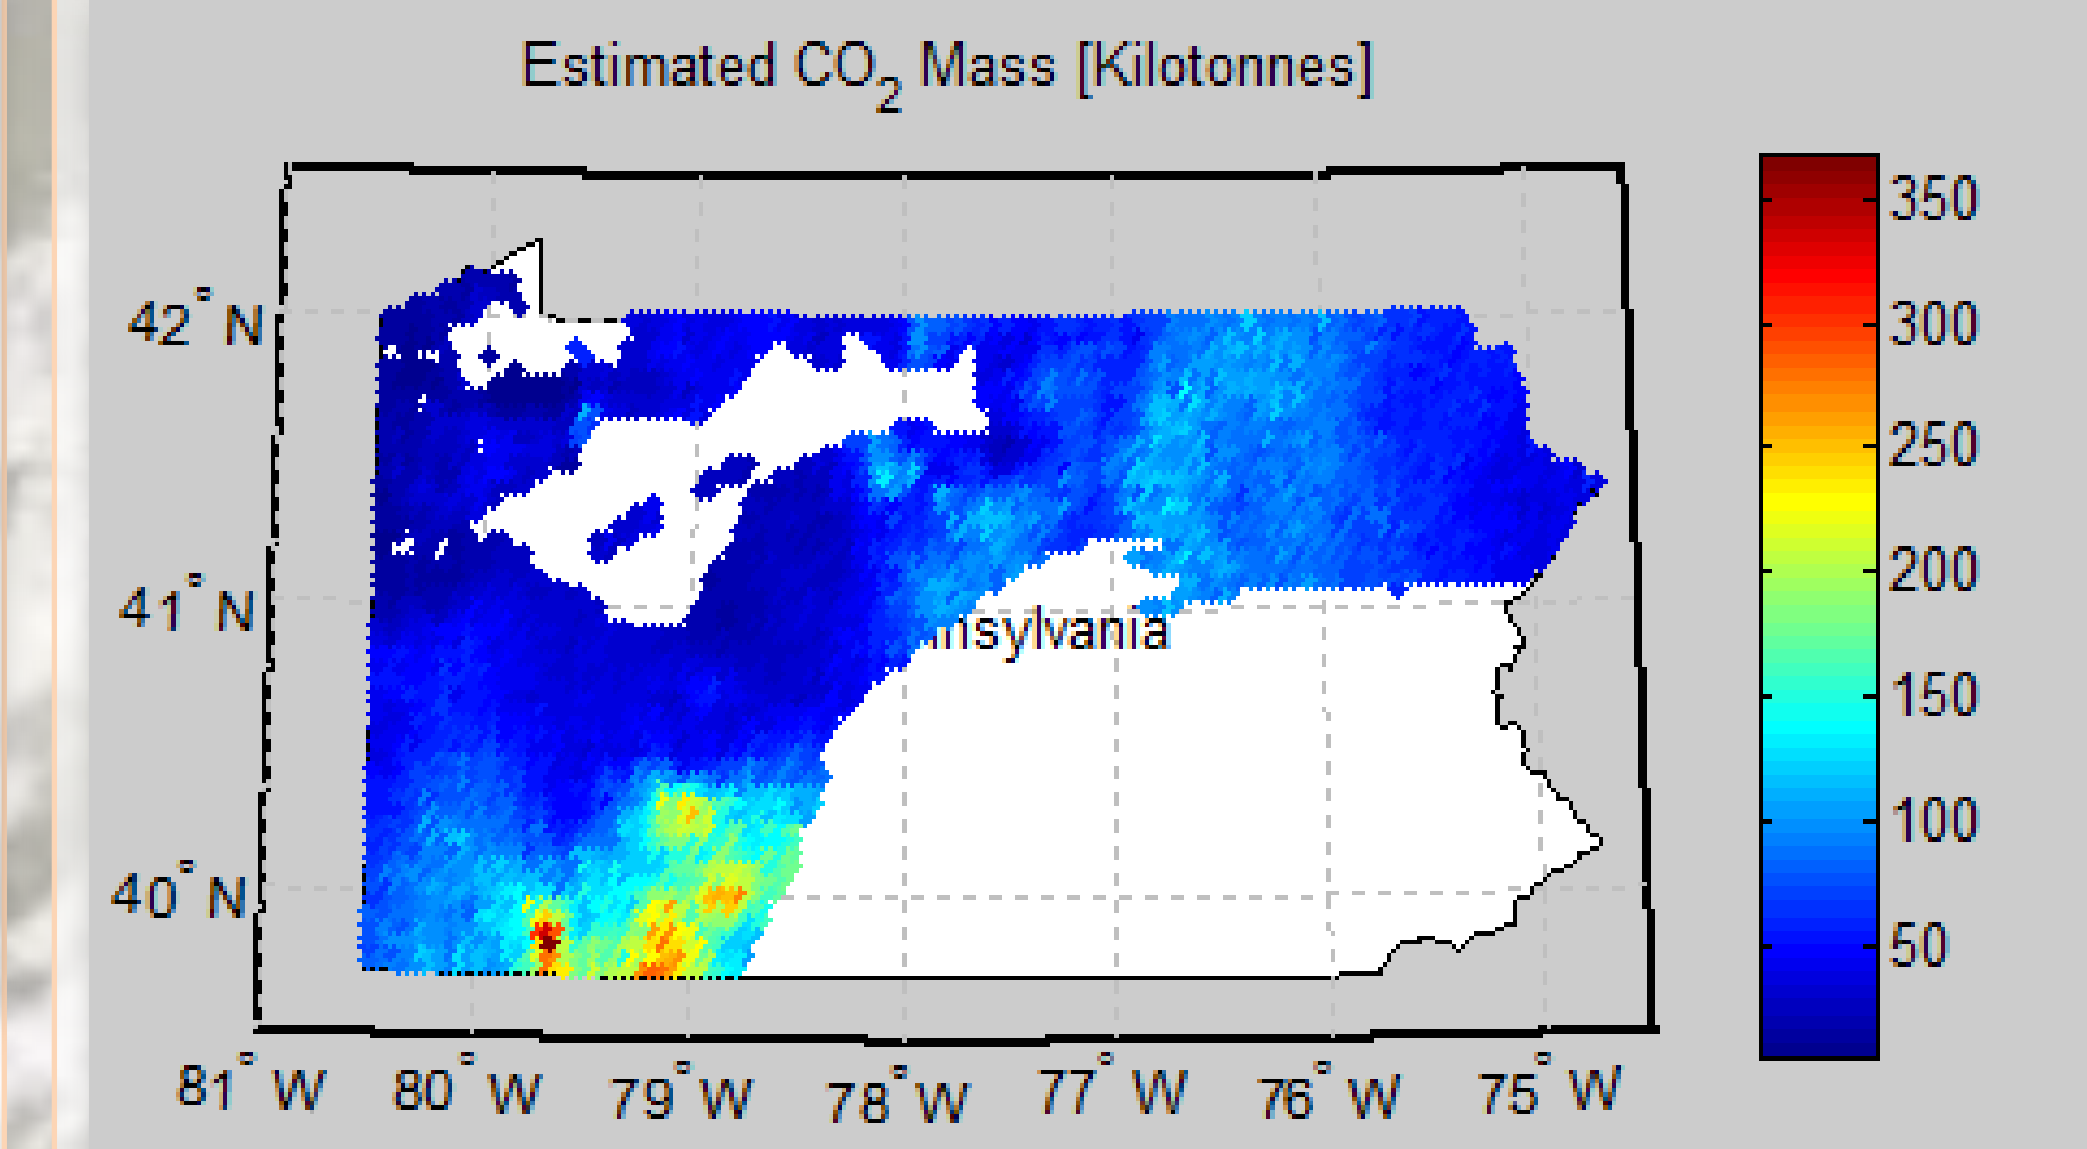 Estimated CO₂ Mass [Kilotonnes]
350
300
250
200
150
100
50
42° N
41° N
40° N
nsylvania
81° W 80° W 79° W 78° W 77° W 76° W 75° W